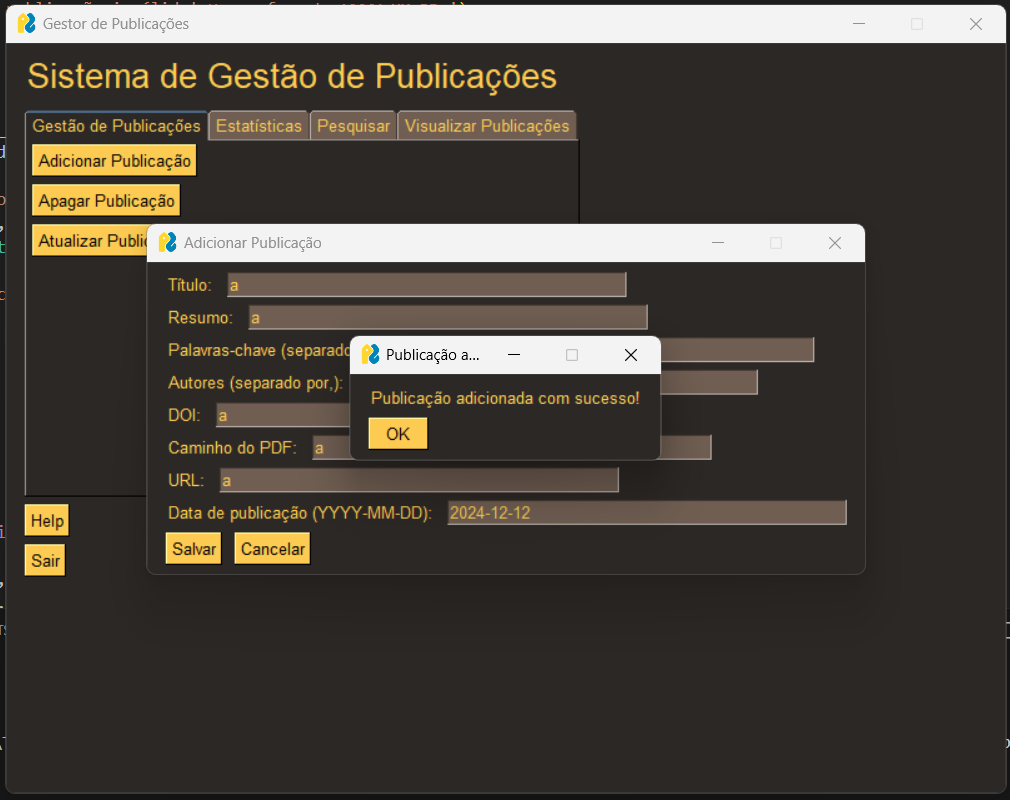 Gestor de Publicações
Sistema de Gestão de Publicações
Gestão de Publicações Estatísticas Pesquisar Visualizar Publicações
Adicionar Publicação
Apagar Publicação
Atualizar
Adicionar Publicação
Título: a
Resumo: a
Palavras-chave
Autores (separado por,):
DOI: a
Caminho do PDF: a
URL: a
Data de publicação (YYYY-MM-DD): 2024-12-12
Salvar Cancelar
Publicação a...
Publicação adicionada com sucesso!
OK
Help
Sair